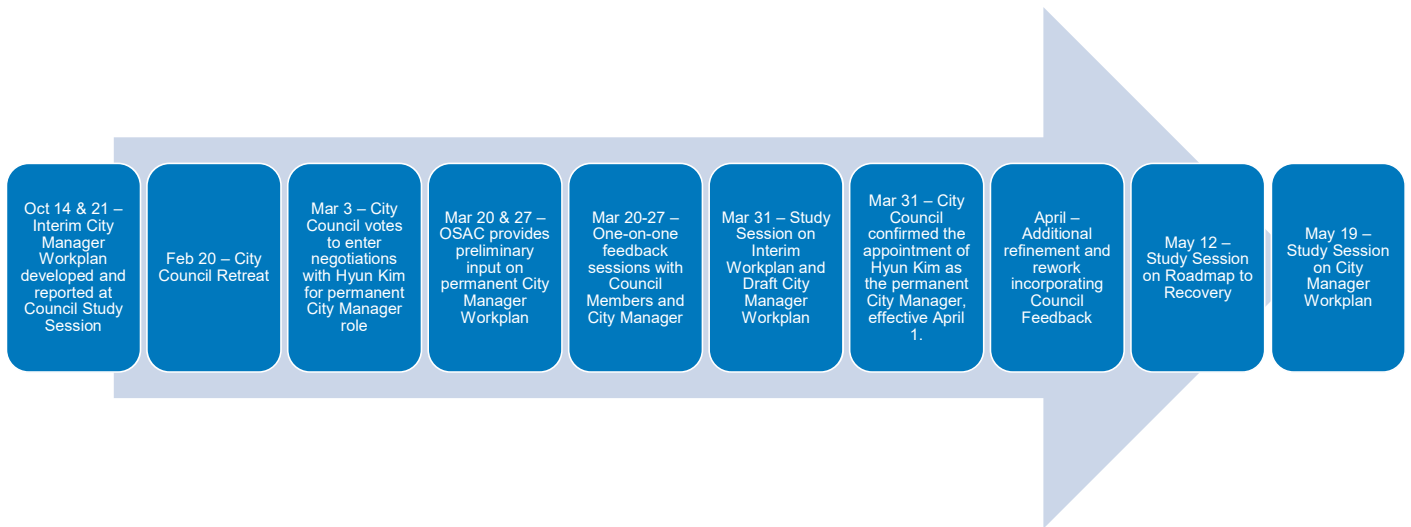 Oct 14 & 21 –
Interim City
Manager
Workplan
developed and
reported at
Council Study
Session
Feb 20 – City
Council Retreat
Mar 3 – City
Council votes
to enter
negotiations
with Hyun Kim
for permanent
City Manager
role
Mar 20 & 27 –
OSAC provides
preliminary
input on
permanent City
Manager
Workplan
Mar 20-27 –
One-on-one
feedback
sessions with
Council
Members and
City Manager
Mar 31 – Study
Session on
Interim
Workplan and
Draft City
Manager
Workplan
Mar 31 – City
Council
confirmed the
appointment of
Hyun Kim as
the permanent
City Manager,
effective April
1.
April –
Additional
refinement and
rework
incorporating
Council
Feedback
May 12 –
Study Session
on Roadmap to
Recovery
May 19 –
Study Session
on City
Manager
Workplan